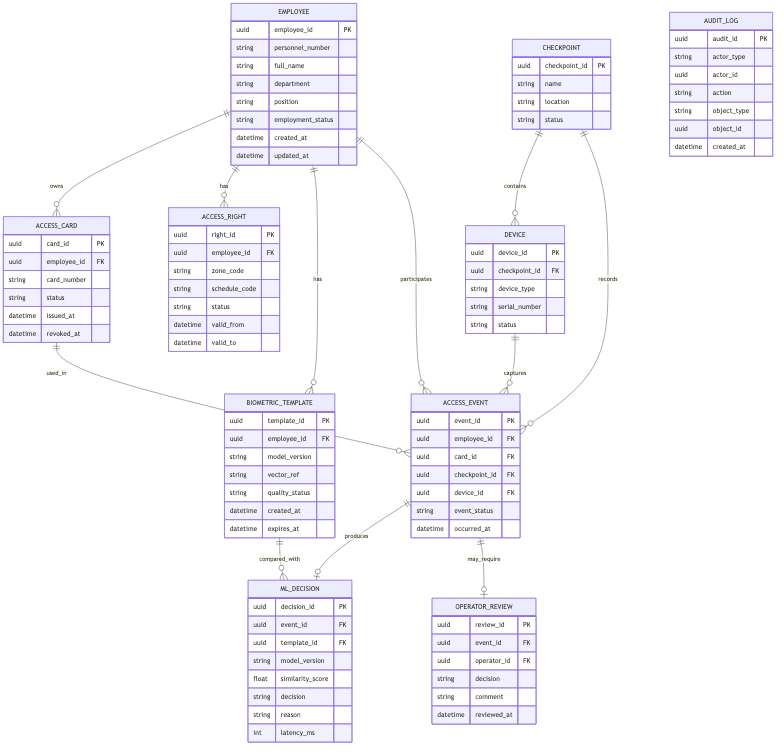 EMPLOYEE
uuid employee_id PK
string personnel_number
string full_name
string department
string position
string employment_status
datetime created_at
datetime updated_at
CHECKPOINT
uuid checkpoint_id PK
string name
string location
string status
AUDIT_LOG
uuid audit_id PK
string actor_type
uuid actor_id
string action
string object_type
uuid object_id
datetime created_at
owns
has
has
participates
contains
records
ACCESS_CARD
uuid card_id PK
uuid employee_id FK
string card_number
string status
datetime issued_at
datetime revoked_at
ACCESS_RIGHT
uuid right_id PK
uuid employee_id FK
string zone_code
string schedule_code
string status
datetime valid_from
datetime valid_to
DEVICE
uuid device_id PK
uuid checkpoint_id FK
string device_type
string serial_number
string status
used_in
captures
BIOMETRIC_TEMPLATE
uuid template_id PK
uuid employee_id FK
string model_version
string vector_ref
string quality_status
datetime created_at
datetime expires_at
ACCESS_EVENT
uuid event_id PK
uuid employee_id FK
uuid card_id FK
uuid checkpoint_id FK
uuid device_id FK
string event_status
datetime occurred_at
compared_with
produces
may_require
ML_DECISION
uuid decision_id PK
uuid event_id FK
uuid template_id FK
string model_version
float similarity_score
string decision
string reason
int latency_ms
OPERATOR_REVIEW
uuid review_id PK
uuid event_id FK
uuid operator_id FK
string decision
string comment
datetime reviewed_at